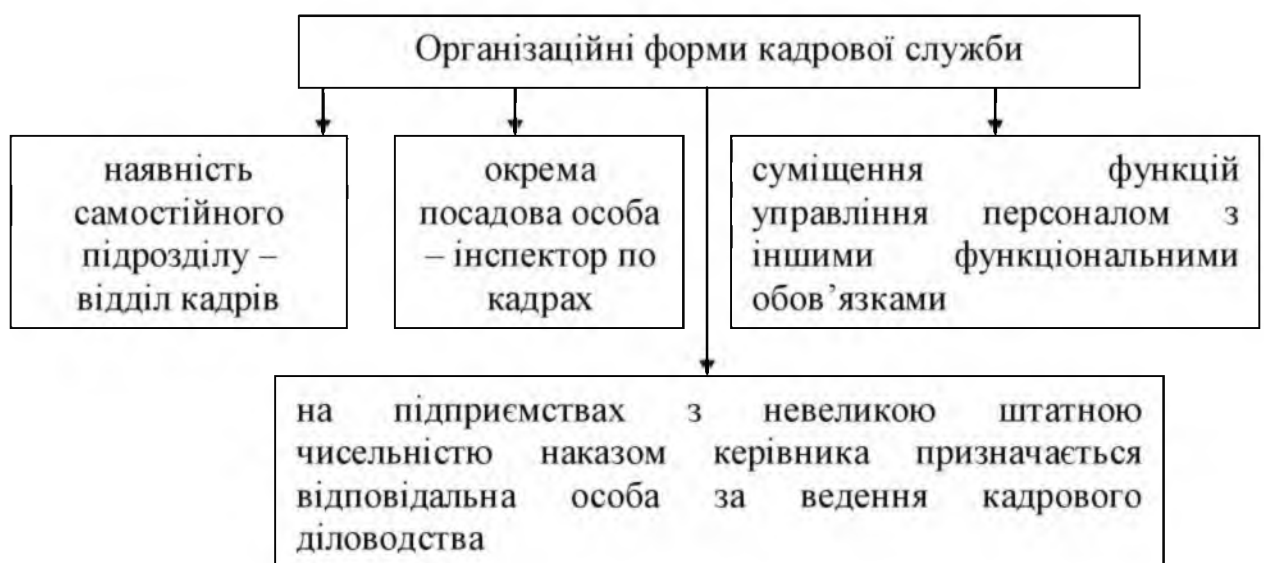 Організаційні форми кадрової служби
наявність
самостійного
підрозділу –
відділ кадрів
окрема
посадова особа
– інспектор по
кадрах
суміщення функцій
управління персоналом з
іншими функціональними
обов’язками
на підприємствах з невеликою штатною
чисельністю наказом керівника призначається
відповідальна особа за ведення кадрового
діловодства